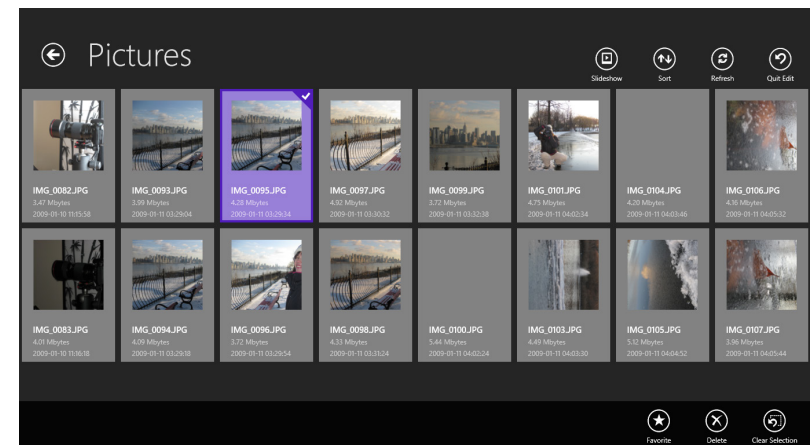 Pictures
Slideshow
Sort
Refresh
Quit Edit
IMG_0082.JPG
3.47 Mbytes
2009-01-10 11:15:58
IMG_0093.JPG
3.99 Mbytes
2009-01-11 03:29:04
IMG_0095.JPG
4.28 Mbytes
2009-01-11 03:29:34
IMG_0097.JPG
4.92 Mbytes
2009-01-11 03:30:32
IMG_0099.JPG
3.72 Mbytes
2009-01-11 03:32:38
IMG_0101.JPG
4.75 Mbytes
2009-01-11 04:02:34
IMG_0104.JPG
4.20 Mbytes
2009-01-11 04:03:46
IMG_0106.JPG
4.16 Mbytes
2009-01-11 04:05:32
IMG_0083.JPG
4.01 Mbytes
2009-01-10 11:16:18
IMG_0094.JPG
4.09 Mbytes
2009-01-11 03:29:18
IMG_0096.JPG
3.72 Mbytes
2009-01-11 03:29:54
IMG_0098.JPG
4.33 Mbytes
2009-01-11 03:31:24
IMG_0100.JPG
5.44 Mbytes
2009-01-11 04:02:24
IMG_0103.JPG
4.49 Mbytes
2009-01-11 04:03:30
IMG_0105.JPG
5.12 Mbytes
2009-01-11 04:04:52
IMG_0107.JPG
3.96 Mbytes
2009-01-11 04:05:44
Favorite
Delete
Clear Selection